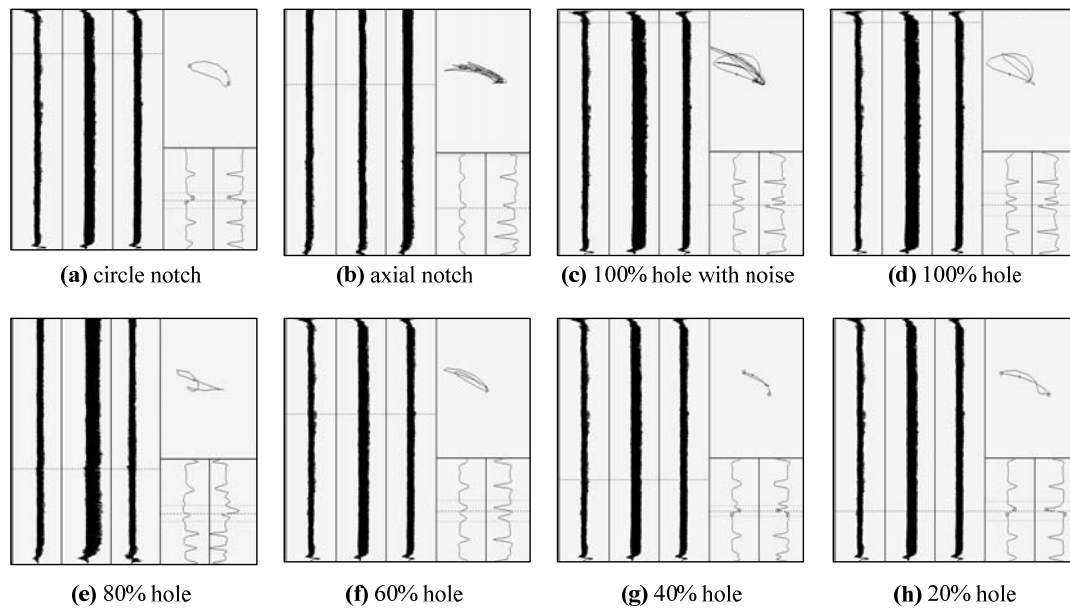 (a) circle notch
(b) axial notch
(c) 100% hole with noise
(d) 100% hole
(e) 80% hole
(f) 60% hole
(g) 40% hole
(h) 20% hole